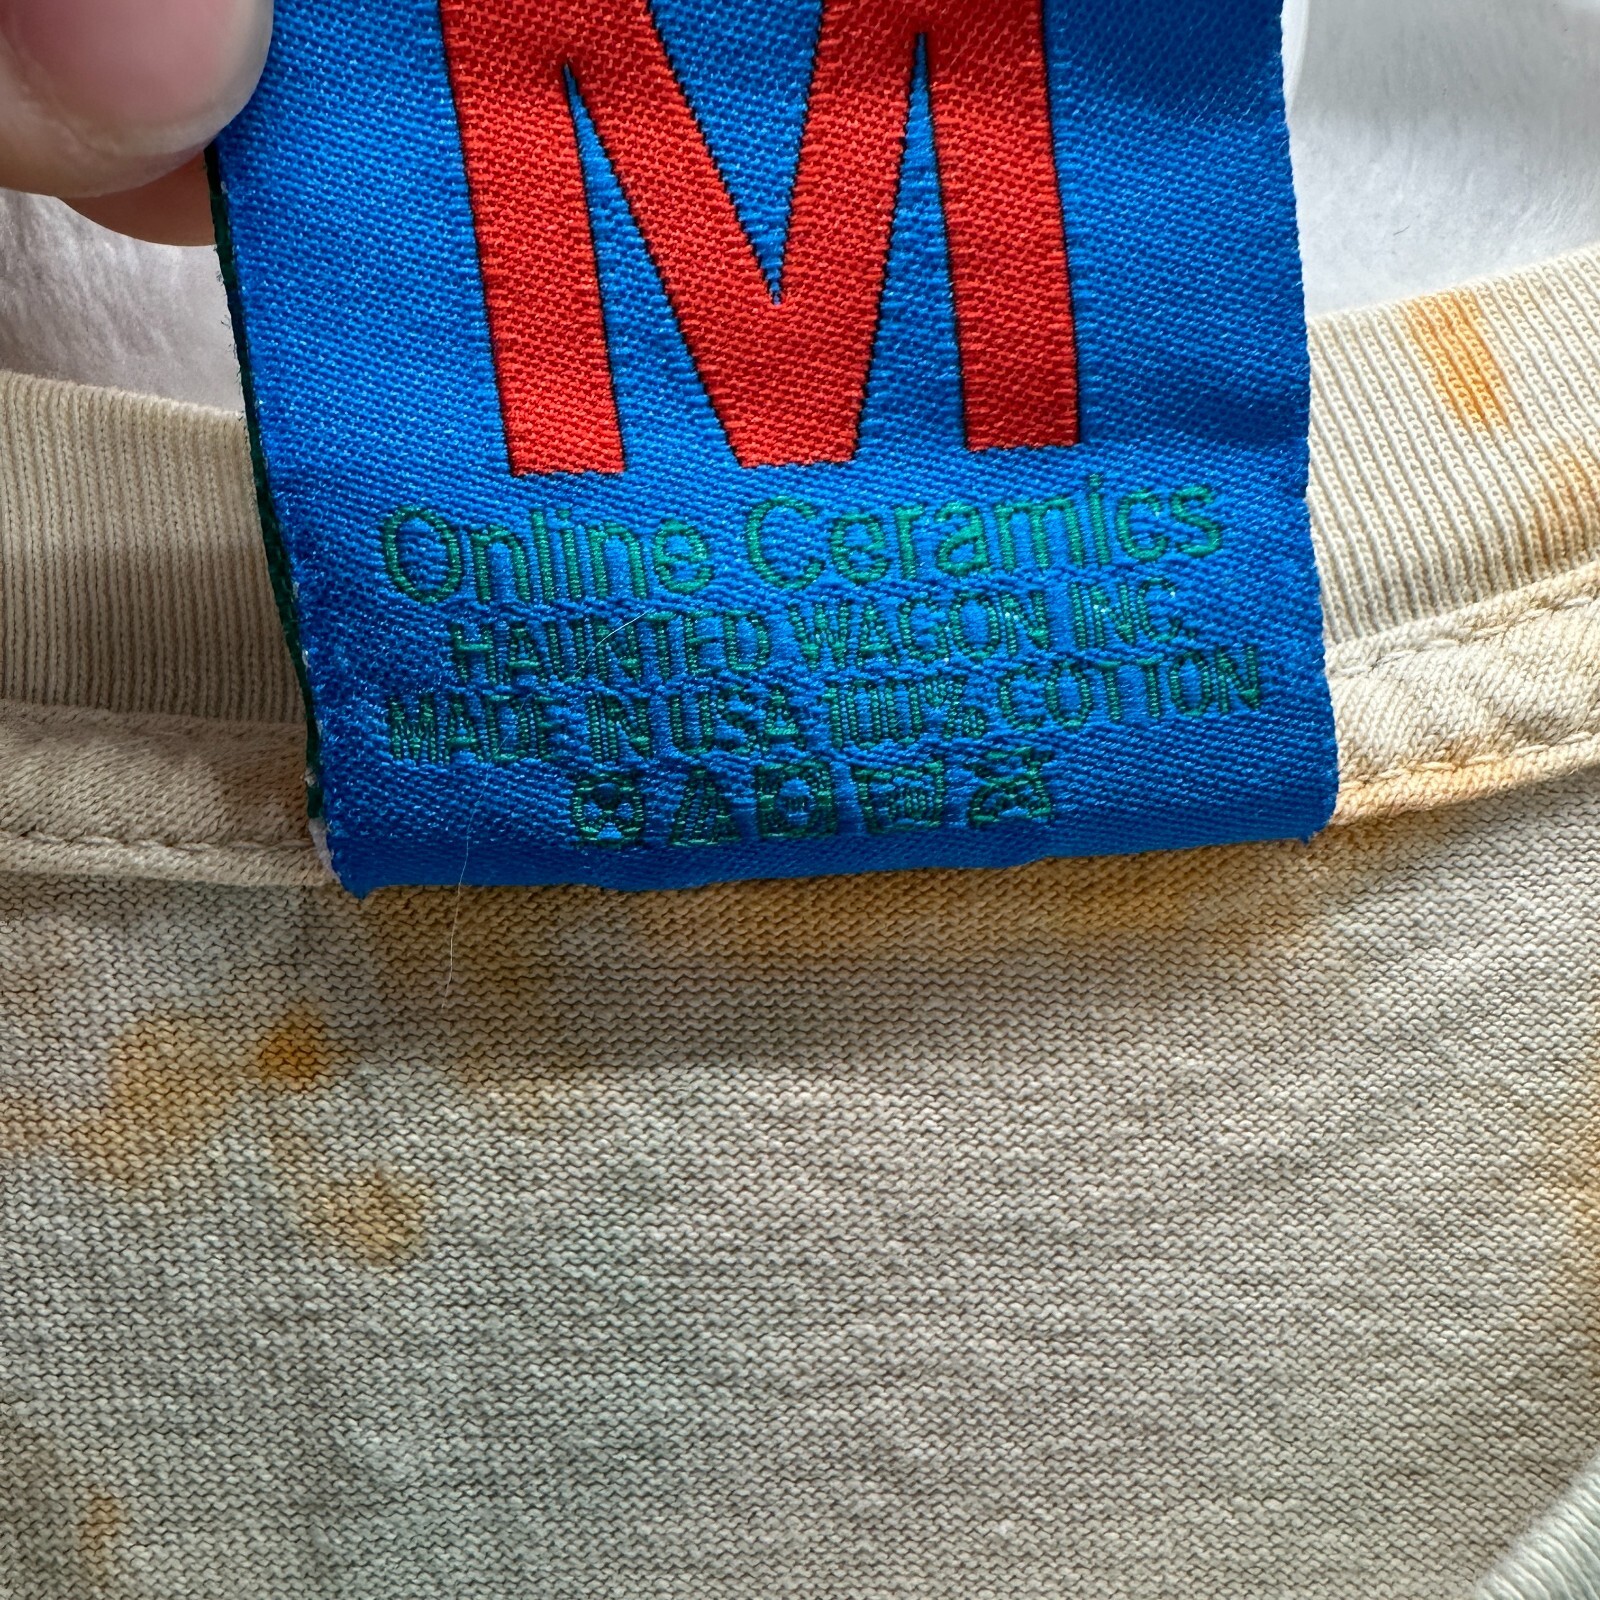 M
Online Ceramics
HAUNTED WAGON INC.
MADE IN USA 100% COTTON